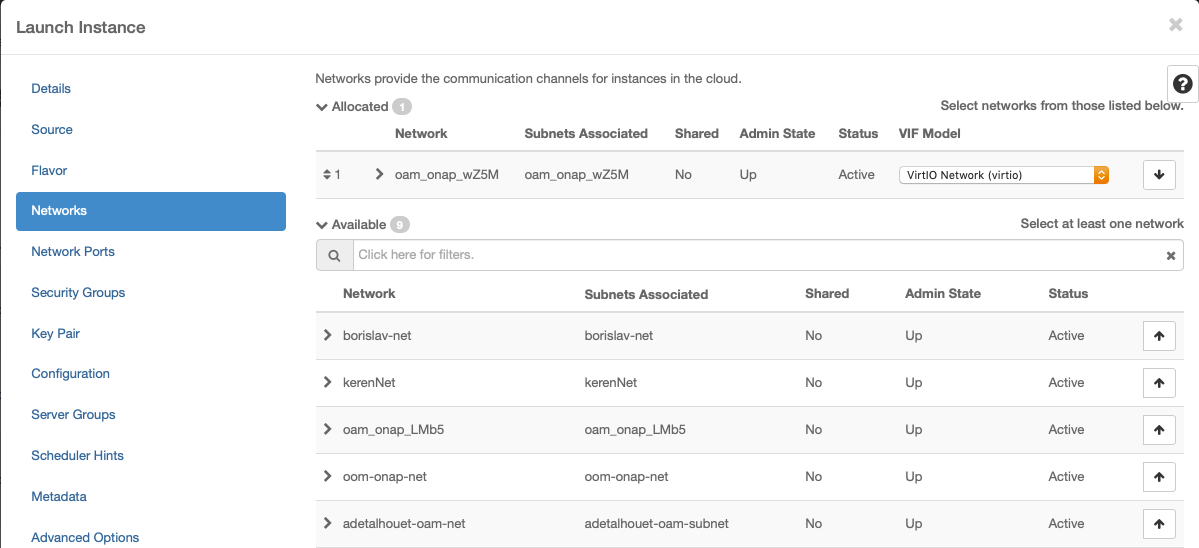 Launch Instance
Details
Source
Flavor
Networks
Network Ports
Security Groups
Key Pair
Configuration
Server Groups
Scheduler Hints
Metadata
Advanced Options
Networks provide the communication channels for instances in the cloud.
Allocated 1 Select networks from those listed below.
Network Subnets Associated Shared Admin State Status VIF Model
1 oam_onap_wZ5M oam_onap_wZ5M No Up Active VirtIO Network (virtio)
Available 9 Select at least one network
Click here for filters.
Network Subnets Associated Shared Admin State Status
borislav-net borislav-net No Up Active
kerenNet kerenNet No Up Active
oam_onap_LMb5 oam_onap_LMb5 No Up Active
oom-onap-net oom-onap-net No Up Active
adetalhouet-oam-net adetalhouet-oam-subnet No Up Active